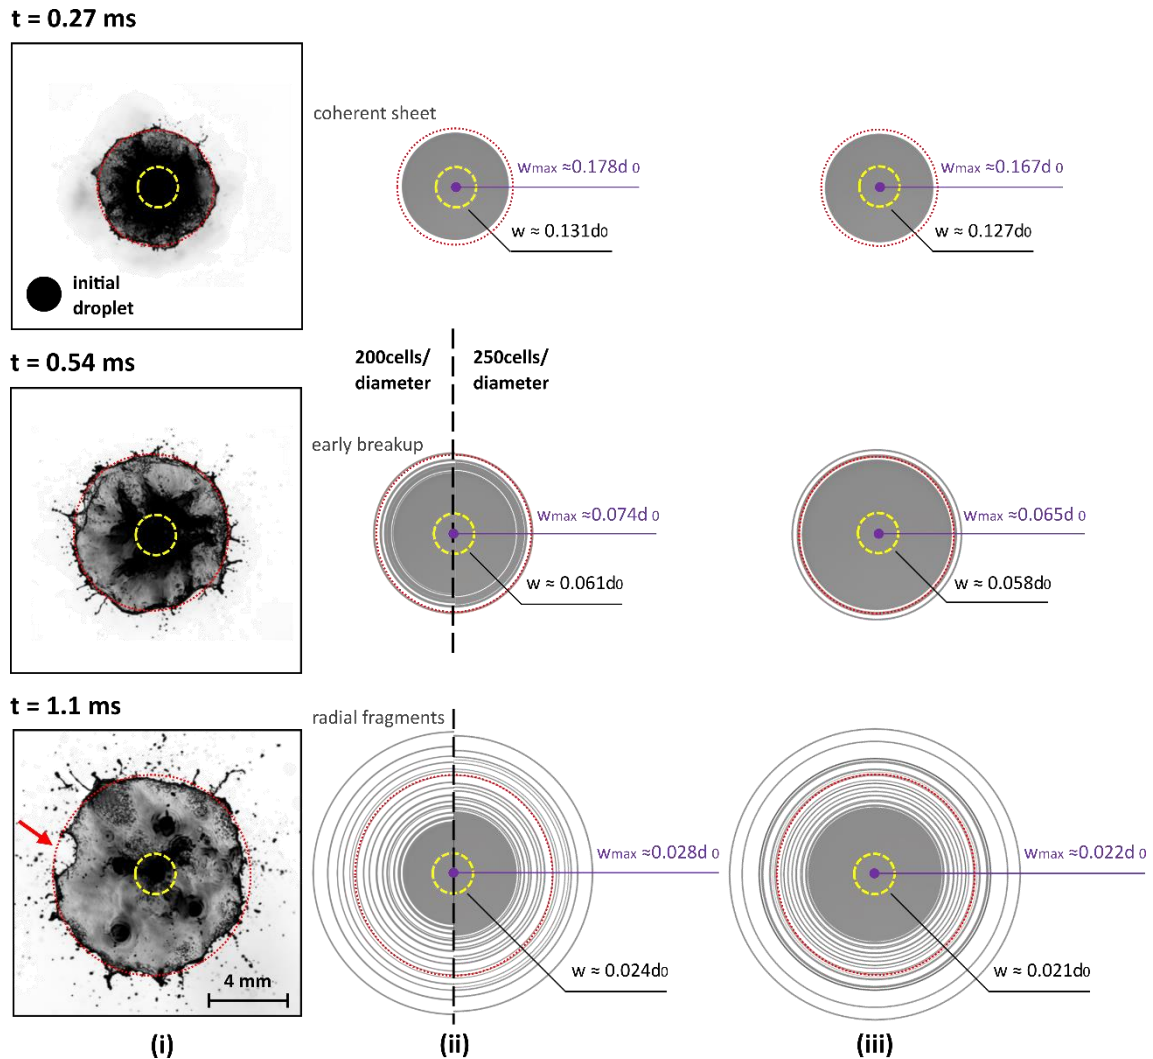 t = 0.27 ms
coherent sheet
wmax ≈0.178d 0
wmax ≈0.167d 0
w ≈ 0.131d0
w ≈ 0.127d0
initial
droplet
t = 0.54 ms
200cells/
diameter
250cells/
diameter
early breakup
wmax ≈0.074d 0
wmax ≈0.065d 0
w ≈ 0.061d0
w ≈ 0.058d0
t = 1.1 ms
radial fragments
wmax ≈0.028d 0
wmax ≈0.022d 0
w ≈ 0.024d0
w ≈ 0.021d0
4 mm
(i)
(ii)
(iii)